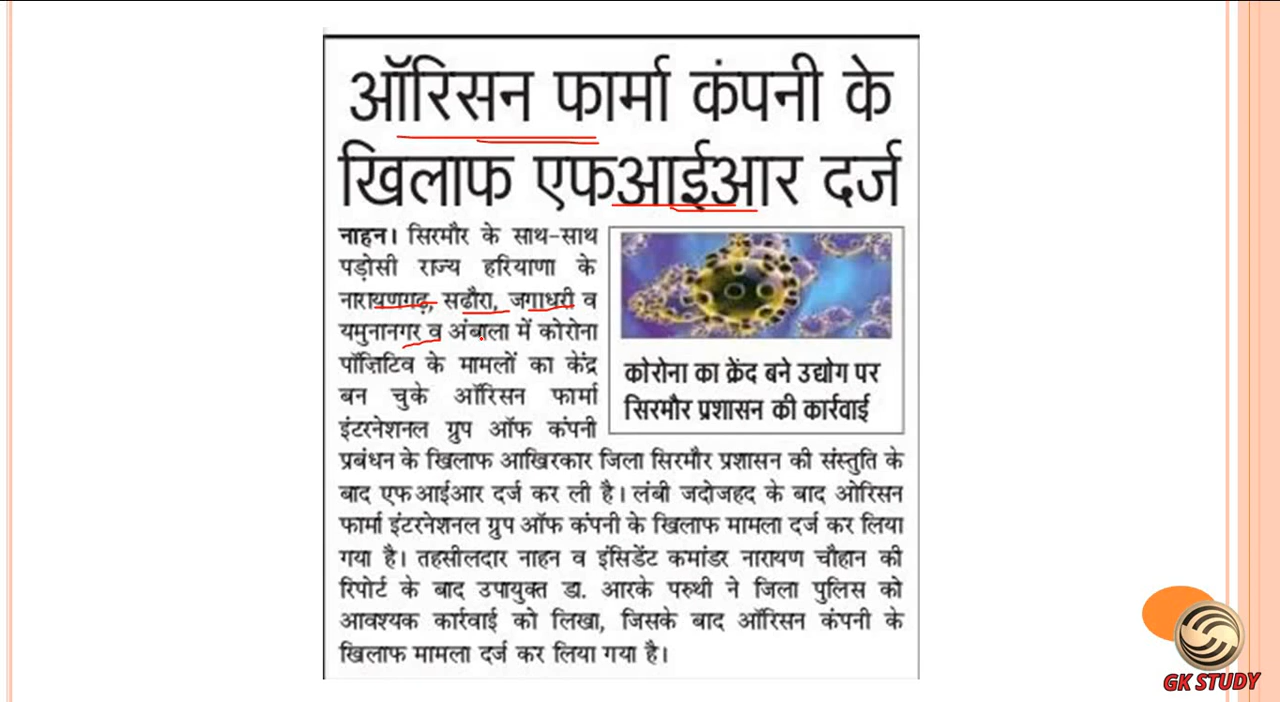 ऑरिसन फार्मा कंपनी के
खिलाफ एफआईआर दर्ज
नाहन। सिरमौर के साथ-साथ
पड़ोसी राज्य हरियाणा के
नारायणगढ़, सढौरा, जगाधरी व
यमुनानगर व अंबाला में कोरोना
पॉज़िटिव के मामलों का केंद्र
बन चुके ऑरिसन फार्मा
इंटरनेशनल ग्रुप ऑफ कंपनी
कोरोना का क्रेंद बने उद्योग पर
सिरमौर प्रशासन की कार्रवाई
प्रबंधन के खिलाफ आखिरकार जिला सिरमौर प्रशासन की संस्तुति के
बाद एफआईआर दर्ज कर ली है। लंबी जदोजहद के बाद ओरिसन
फार्मा इंटरनेशनल ग्रुप ऑफ कंपनी के खिलाफ मामला दर्ज कर लिया
गया है। तहसीलदार नाहन व इंसिडेंट कमांडर नारायण चौहान की
रिपोर्ट के बाद उपायुक्त डा. आरके परुथी ने जिला पुलिस को
आवश्यक कार्रवाई को लिखा, जिसके बाद ऑरिसन कंपनी के
खिलाफ मामला दर्ज कर लिया गया है।
GK STUDY